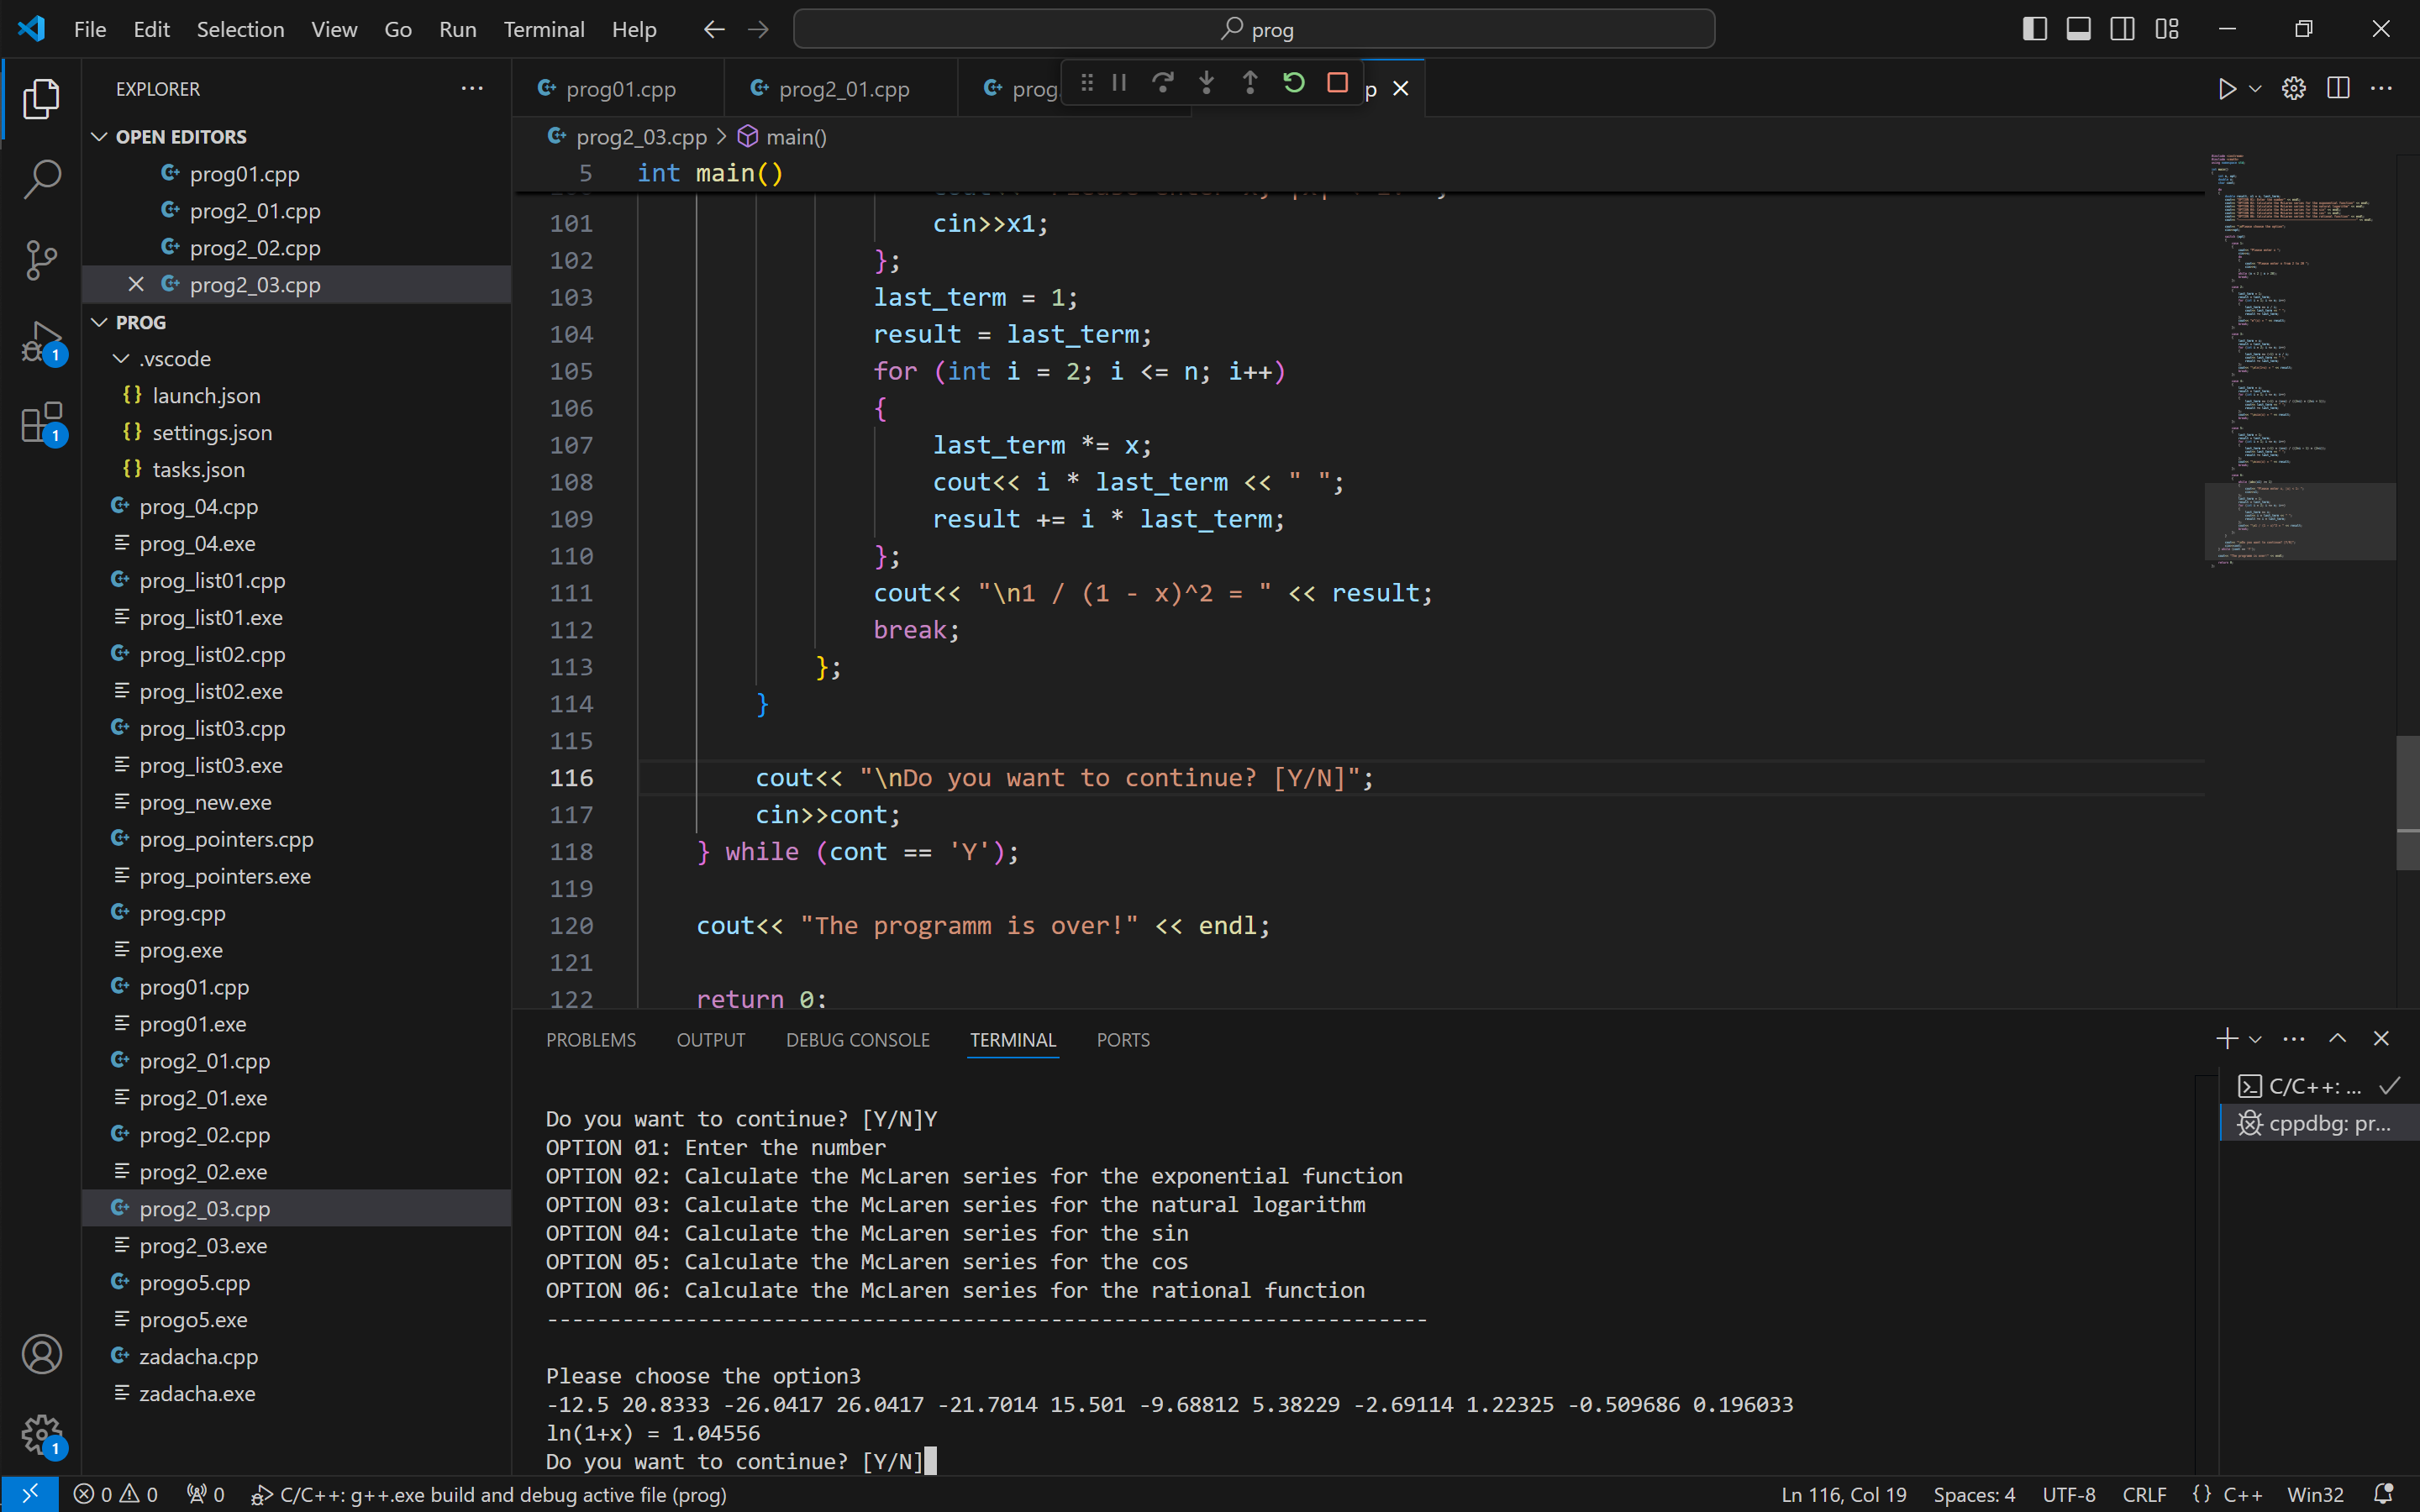 File Edit Selection View Go Run Terminal Help prog
EXPLORER
OPEN EDITORS
prog01.cpp
prog2_01.cpp
prog2_02.cpp
prog2_03.cpp
PROG
.vscode
{} launch.json
{} settings.json
{} tasks.json
prog_04.cpp
prog_04.exe
prog_list01.cpp
prog_list01.exe
prog_list02.cpp
prog_list02.exe
prog_list03.cpp
prog_list03.exe
prog_new.exe
prog_pointers.cpp
prog_pointers.exe
prog.cpp
prog.exe
prog01.cpp
prog01.exe
prog2_01.cpp
prog2_01.exe
prog2_02.cpp
prog2_02.exe
prog2_03.cpp
prog2_03.exe
progo5.cpp
progo5.exe
zadacha.cpp
zadacha.exe
1
1
1
prog01.cpp prog2_01.cpp prog p
prog2_03.cpp > main()
5 int main()
101 cin>>x1;
102 };
103 last_term = 1;
104 result = last_term;
105 for (int i = 2; i <= n; i++)
106 {
107 last_term *= x;
108 cout<< i * last_term << " ";
109 result += i * last_term;
110 };
111 cout<< "\n1 / (1 - x)^2 = " << result;
112 break;
113 };
114 }
115
116 cout<< "\nDo you want to continue? [Y/N]";
117 cin>>cont;
118 } while (cont == 'Y');
119
120 cout<< "The programm is over!" << endl;
121
122 return 0;
PROBLEMS OUTPUT DEBUG CONSOLE TERMINAL PORTS
C/C++: ...
cppdbg: pr...
Do you want to continue? [Y/N]Y
OPTION 01: Enter the number
OPTION 02: Calculate the McLaren series for the exponential function
OPTION 03: Calculate the McLaren series for the natural logarithm
OPTION 04: Calculate the McLaren series for the sin
OPTION 05: Calculate the McLaren series for the cos
OPTION 06: Calculate the McLaren series for the rational function
----------------------------------------------------------------------
Please choose the option3
-12.5 20.8333 -26.0417 26.0417 -21.7014 15.501 -9.68812 5.38229 -2.69114 1.22325 -0.509686 0.196033
ln(1+x) = 1.04556
Do you want to continue? [Y/N]
0 0 0 C/C++: g++.exe build and debug active file (prog) Ln 116, Col 19 Spaces: 4 UTF-8 CRLF {} C++ Win32